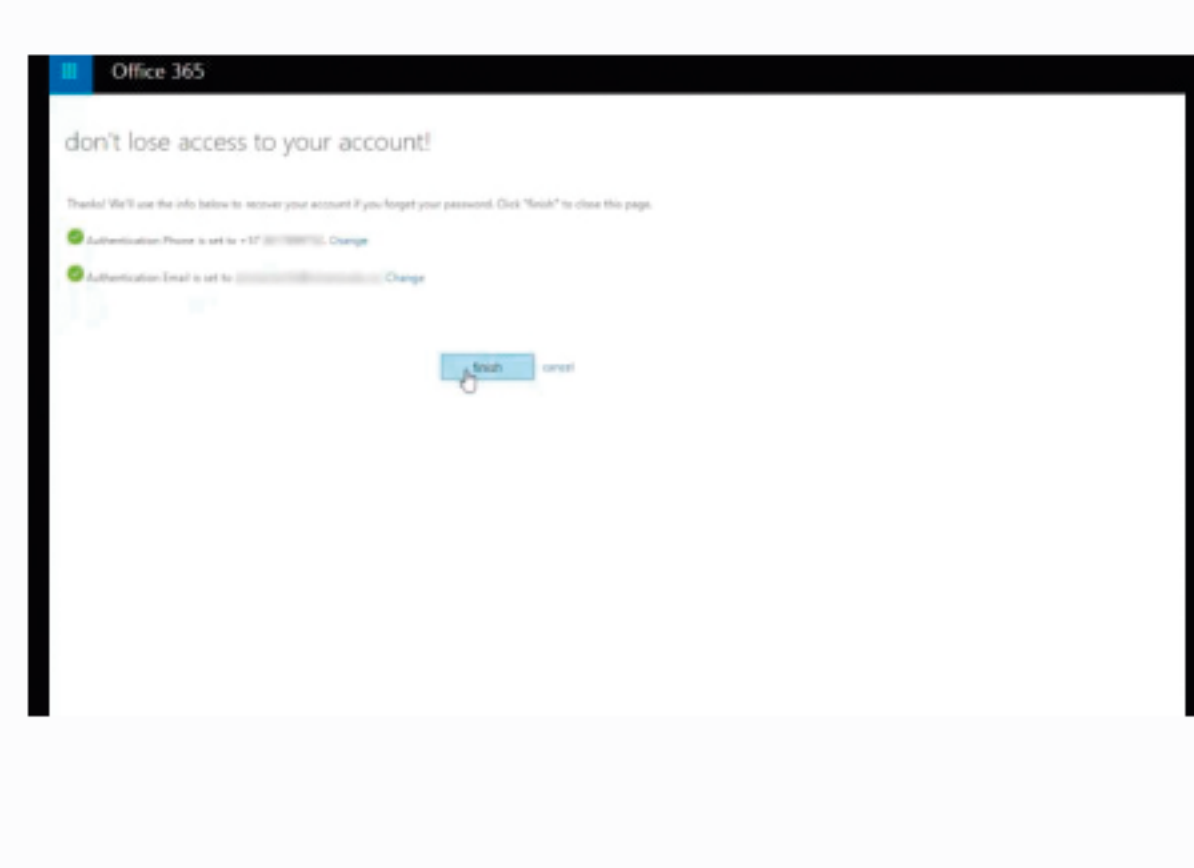 Office 365
don't lose access to your account!
Thanks! We'll use the info below to recover your account if you forget your password. Click "finish" to close this page.
Authentication Phone is set to Change
Authentication Email is set to Change
finish cancel